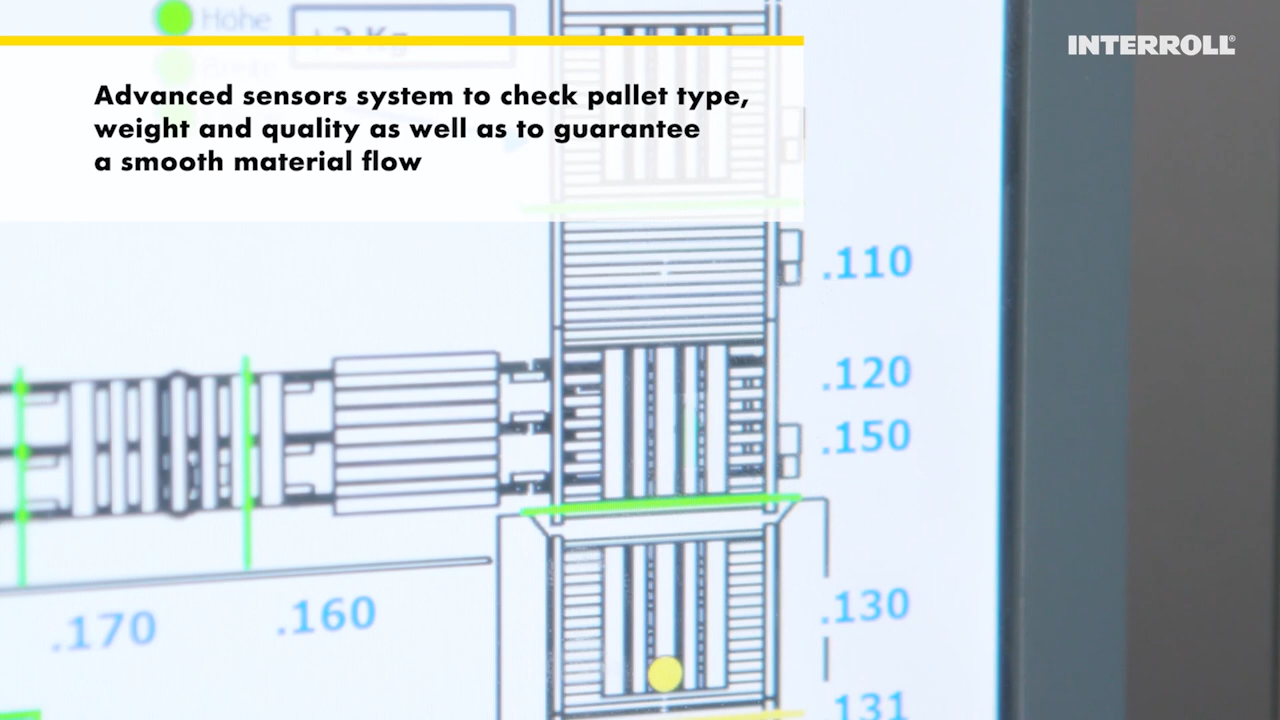 Höhe
INTERROLL®
Advanced sensors system to check pallet type,
weight and quality as well as to guarantee
a smooth material flow
.110
.120
.150
.160
.170
.130
.131